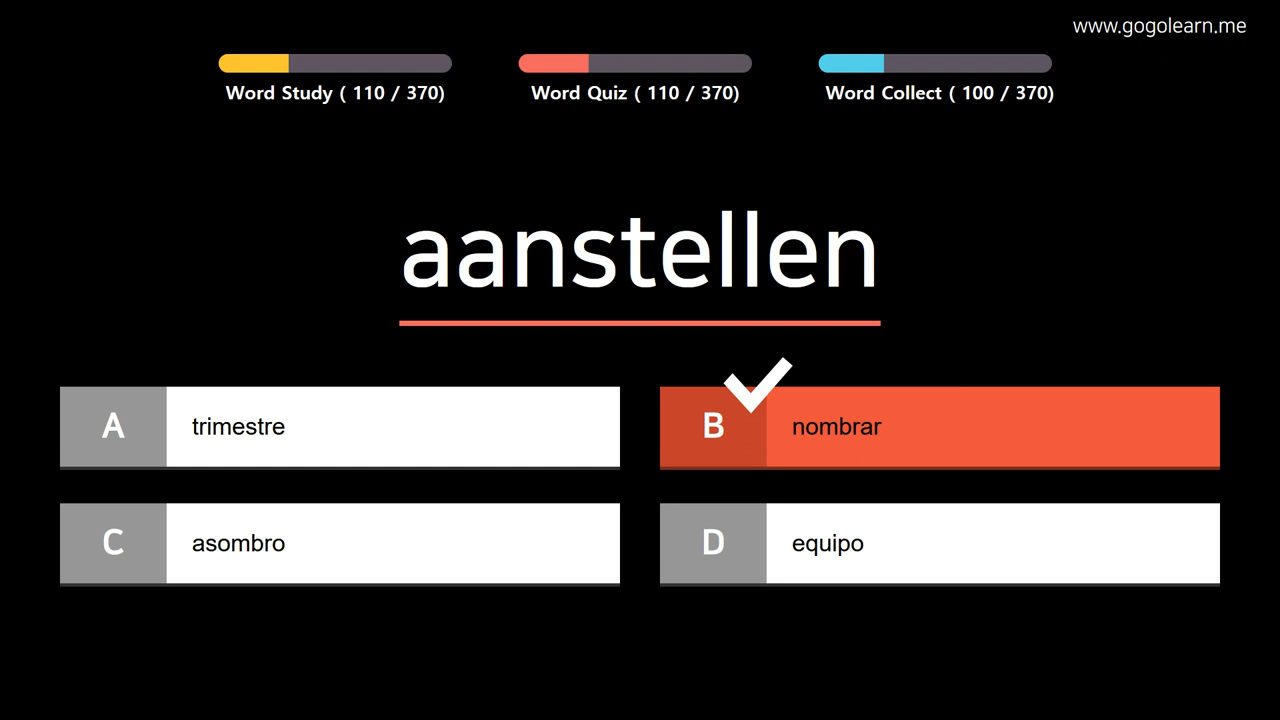 www.gogolearn.me
Word Study ( 110 / 370)
Word Quiz ( 110 / 370)
Word Collect ( 100 / 370)
aanstellen
A trimestre
B nombrar
C asombro
D equipo